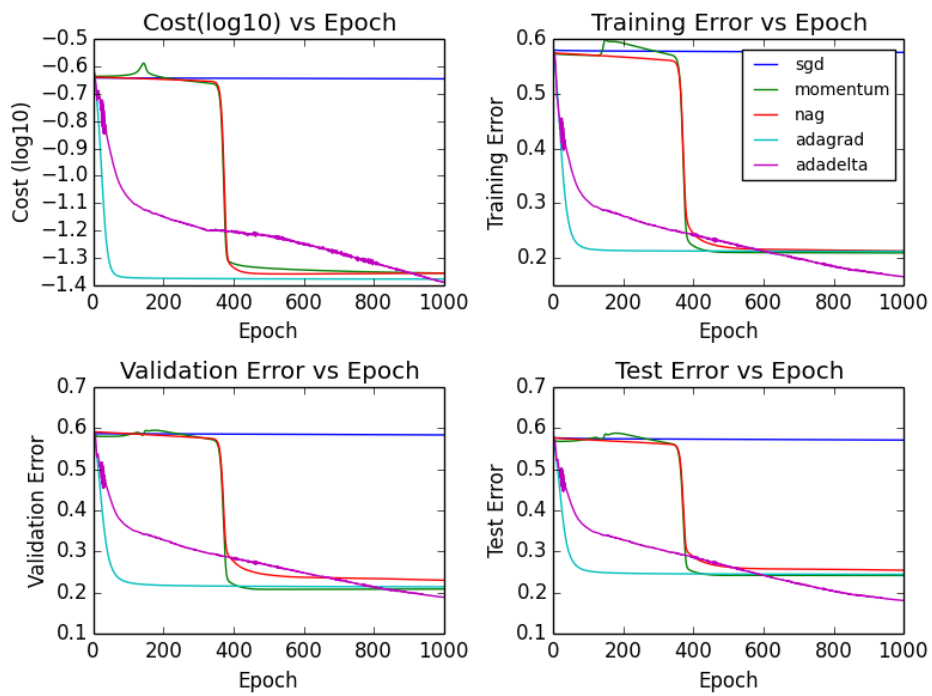 Cost(log10) vs Epoch
−0.5
−0.6
−0.7
−0.8
−0.9
−1.0
−1.1
−1.2
−1.3
−1.4
Cost (log10)
0 200 400 600 800 1000
Epoch
Training Error vs Epoch
0.6
0.5
0.4
0.3
0.2
Training Error
sgd
momentum
nag
adagrad
adadelta
0 200 400 600 800 1000
Epoch
Validation Error vs Epoch
0.7
0.6
0.5
0.4
0.3
0.2
0.1
Validation Error
0 200 400 600 800 1000
Epoch
Test Error vs Epoch
0.7
0.6
0.5
0.4
0.3
0.2
0.1
Test Error
0 200 400 600 800 1000
Epoch